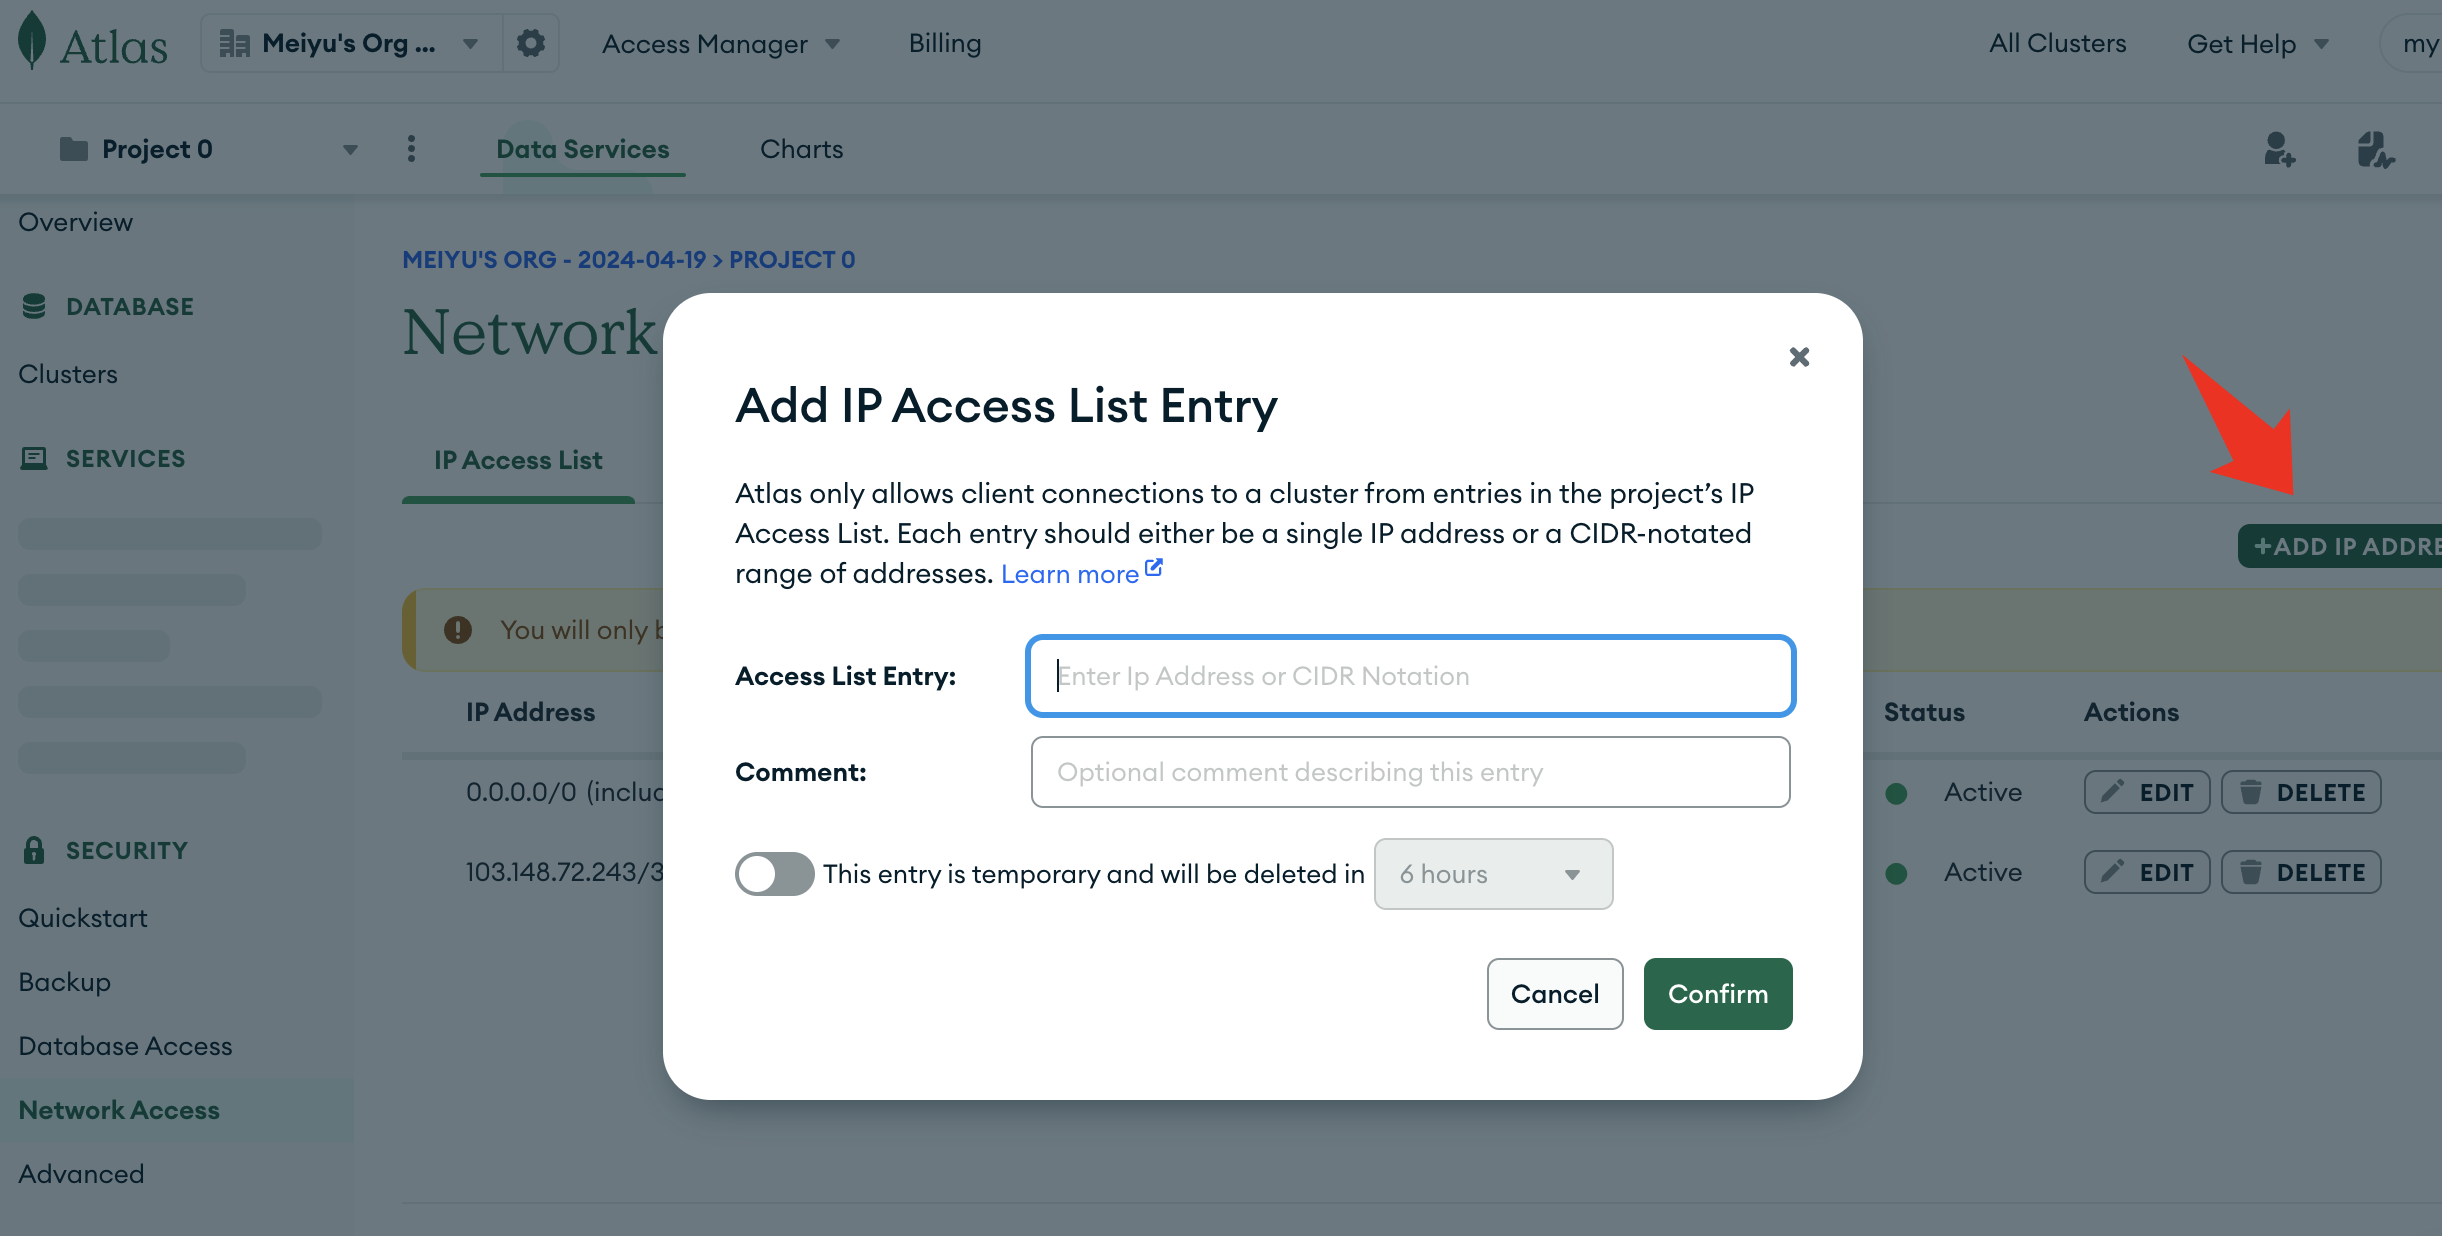 Atlas
Meiyu's Org ...
Access Manager
Billing
All Clusters
Get Help
my
Project 0
Data Services
Charts
Overview
MEIYU'S ORG - 2024-04-19 > PROJECT 0
DATABASE
Network
Clusters
SERVICES
IP Access List
Add IP Access List Entry
Atlas only allows client connections to a cluster from entries in the project’s IP
Access List. Each entry should either be a single IP address or a CIDR-notated
range of addresses. Learn more
+ADD IP ADDRE
You will only b
Access List Entry:
Enter Ip Address or CIDR Notation
IP Address
Status
Actions
Comment:
Optional comment describing this entry
0.0.0.0/0 (includ
Active
EDIT
DELETE
This entry is temporary and will be deleted in
6 hours
103.148.72.243/3
Active
EDIT
DELETE
Cancel
Confirm
SECURITY
Quickstart
Backup
Database Access
Network Access
Advanced